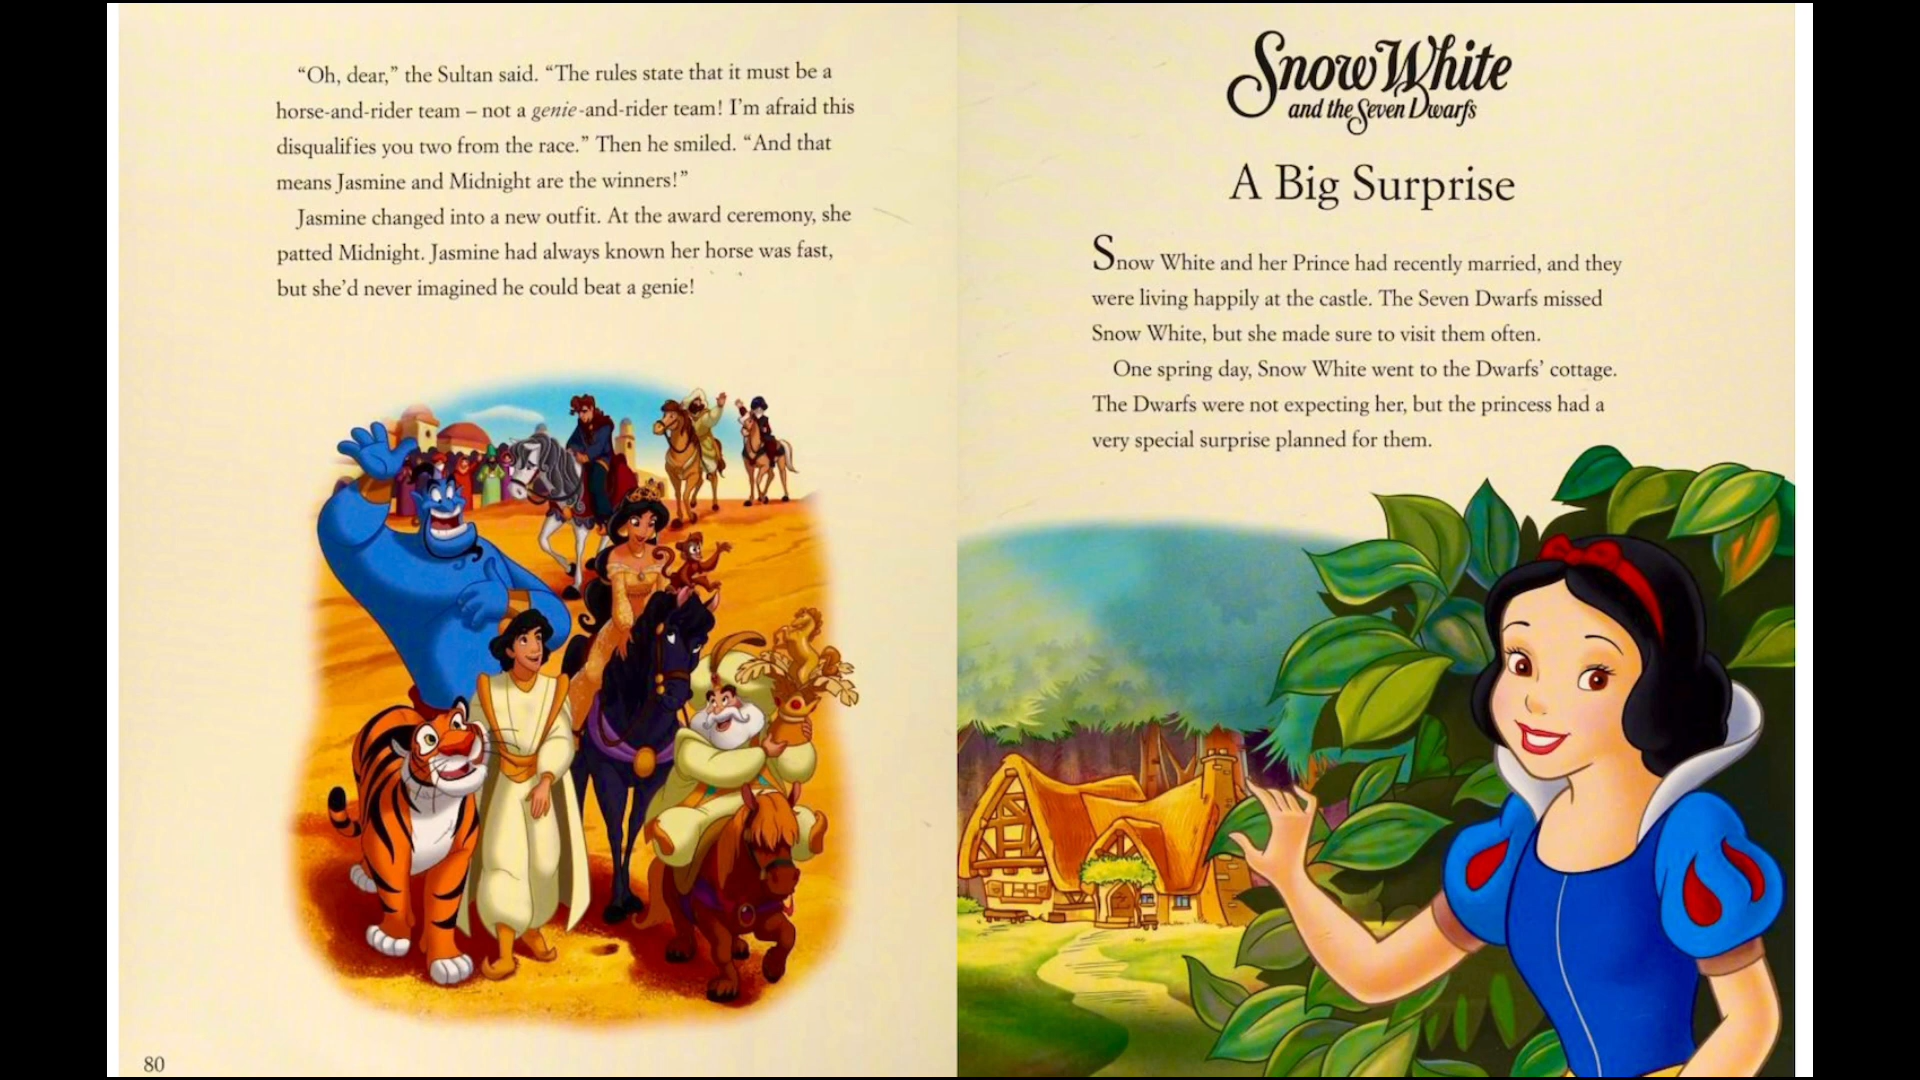 “Oh, dear,” the Sultan said. “The rules state that it must be a
horse-and-rider team – not a genie-and-rider team! I’m afraid this
disqualifies you two from the race.” Then he smiled. “And that
means Jasmine and Midnight are the winners!”
Jasmine changed into a new outfit. At the award ceremony, she
patted Midnight. Jasmine had always known her horse was fast,
but she’d never imagined he could beat a genie!
80
Snow White
and the Seven Dwarfs
A Big Surprise
Snow White and her Prince had recently married, and they
were living happily at the castle. The Seven Dwarfs missed
Snow White, but she made sure to visit them often.
One spring day, Snow White went to the Dwarfs’ cottage.
The Dwarfs were not expecting her, but the princess had a
very special surprise planned for them.